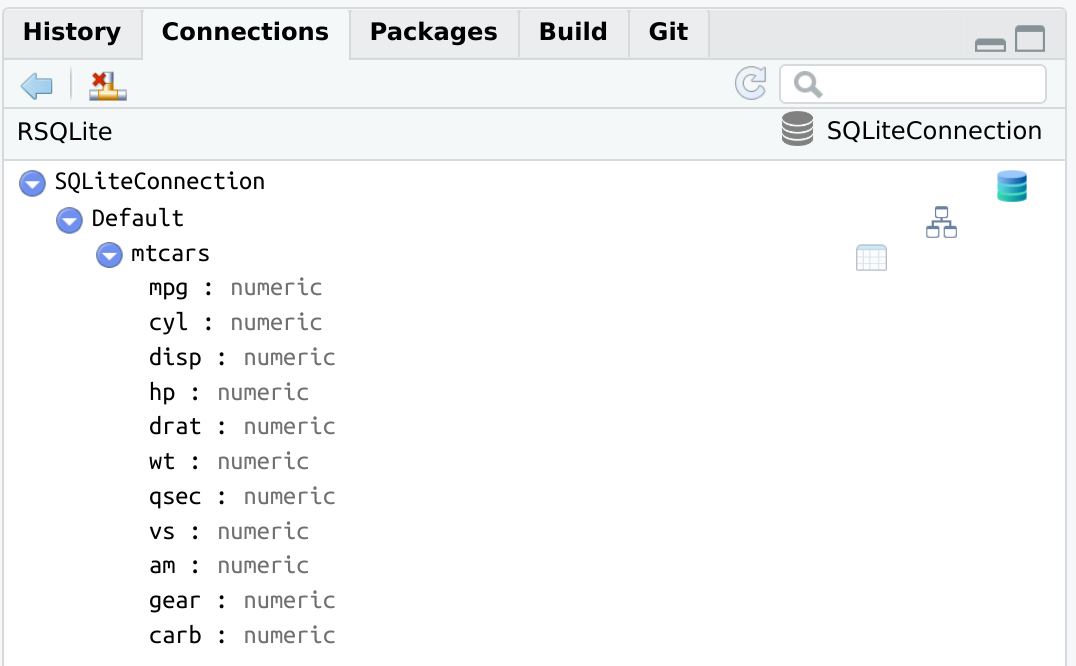 History Connections Packages Build Git
RSQLite SQLiteConnection
SQLiteConnection
Default
mtcars
mpg : numeric
cyl : numeric
disp : numeric
hp : numeric
drat : numeric
wt : numeric
qsec : numeric
vs : numeric
am : numeric
gear : numeric
carb : numeric